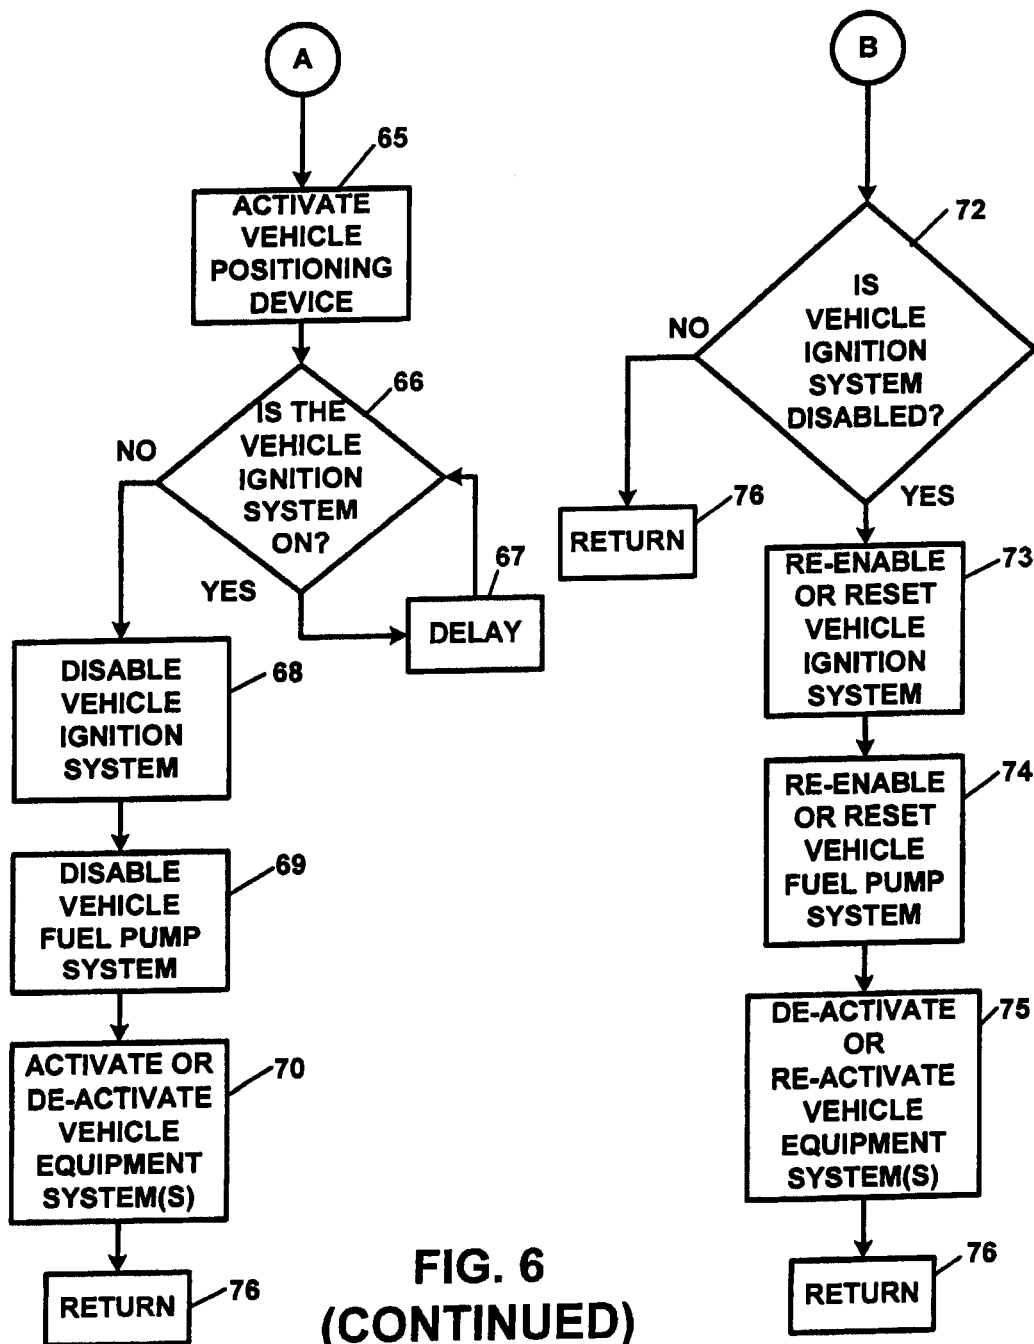 A
65
ACTIVATE
VEHICLE
POSITIONING
DEVICE
66
IS THE
VEHICLE
IGNITION
SYSTEM
ON?
NO
YES
67
DELAY
68
DISABLE
VEHICLE
IGNITION
SYSTEM
69
DISABLE
VEHICLE
FUEL PUMP
SYSTEM
70
ACTIVATE OR
DE-ACTIVATE
VEHICLE
EQUIPMENT
SYSTEM(S)
76
RETURN
B
72
IS
VEHICLE
IGNITION
SYSTEM
DISABLED?
NO
YES
76
RETURN
73
RE-ENABLE
OR RESET
VEHICLE
IGNITION
SYSTEM
74
RE-ENABLE
OR RESET
VEHICLE
FUEL PUMP
SYSTEM
75
DE-ACTIVATE
OR
RE-ACTIVATE
VEHICLE
EQUIPMENT
SYSTEM(S)
76
RETURN
FIG. 6
(CONTINUED)